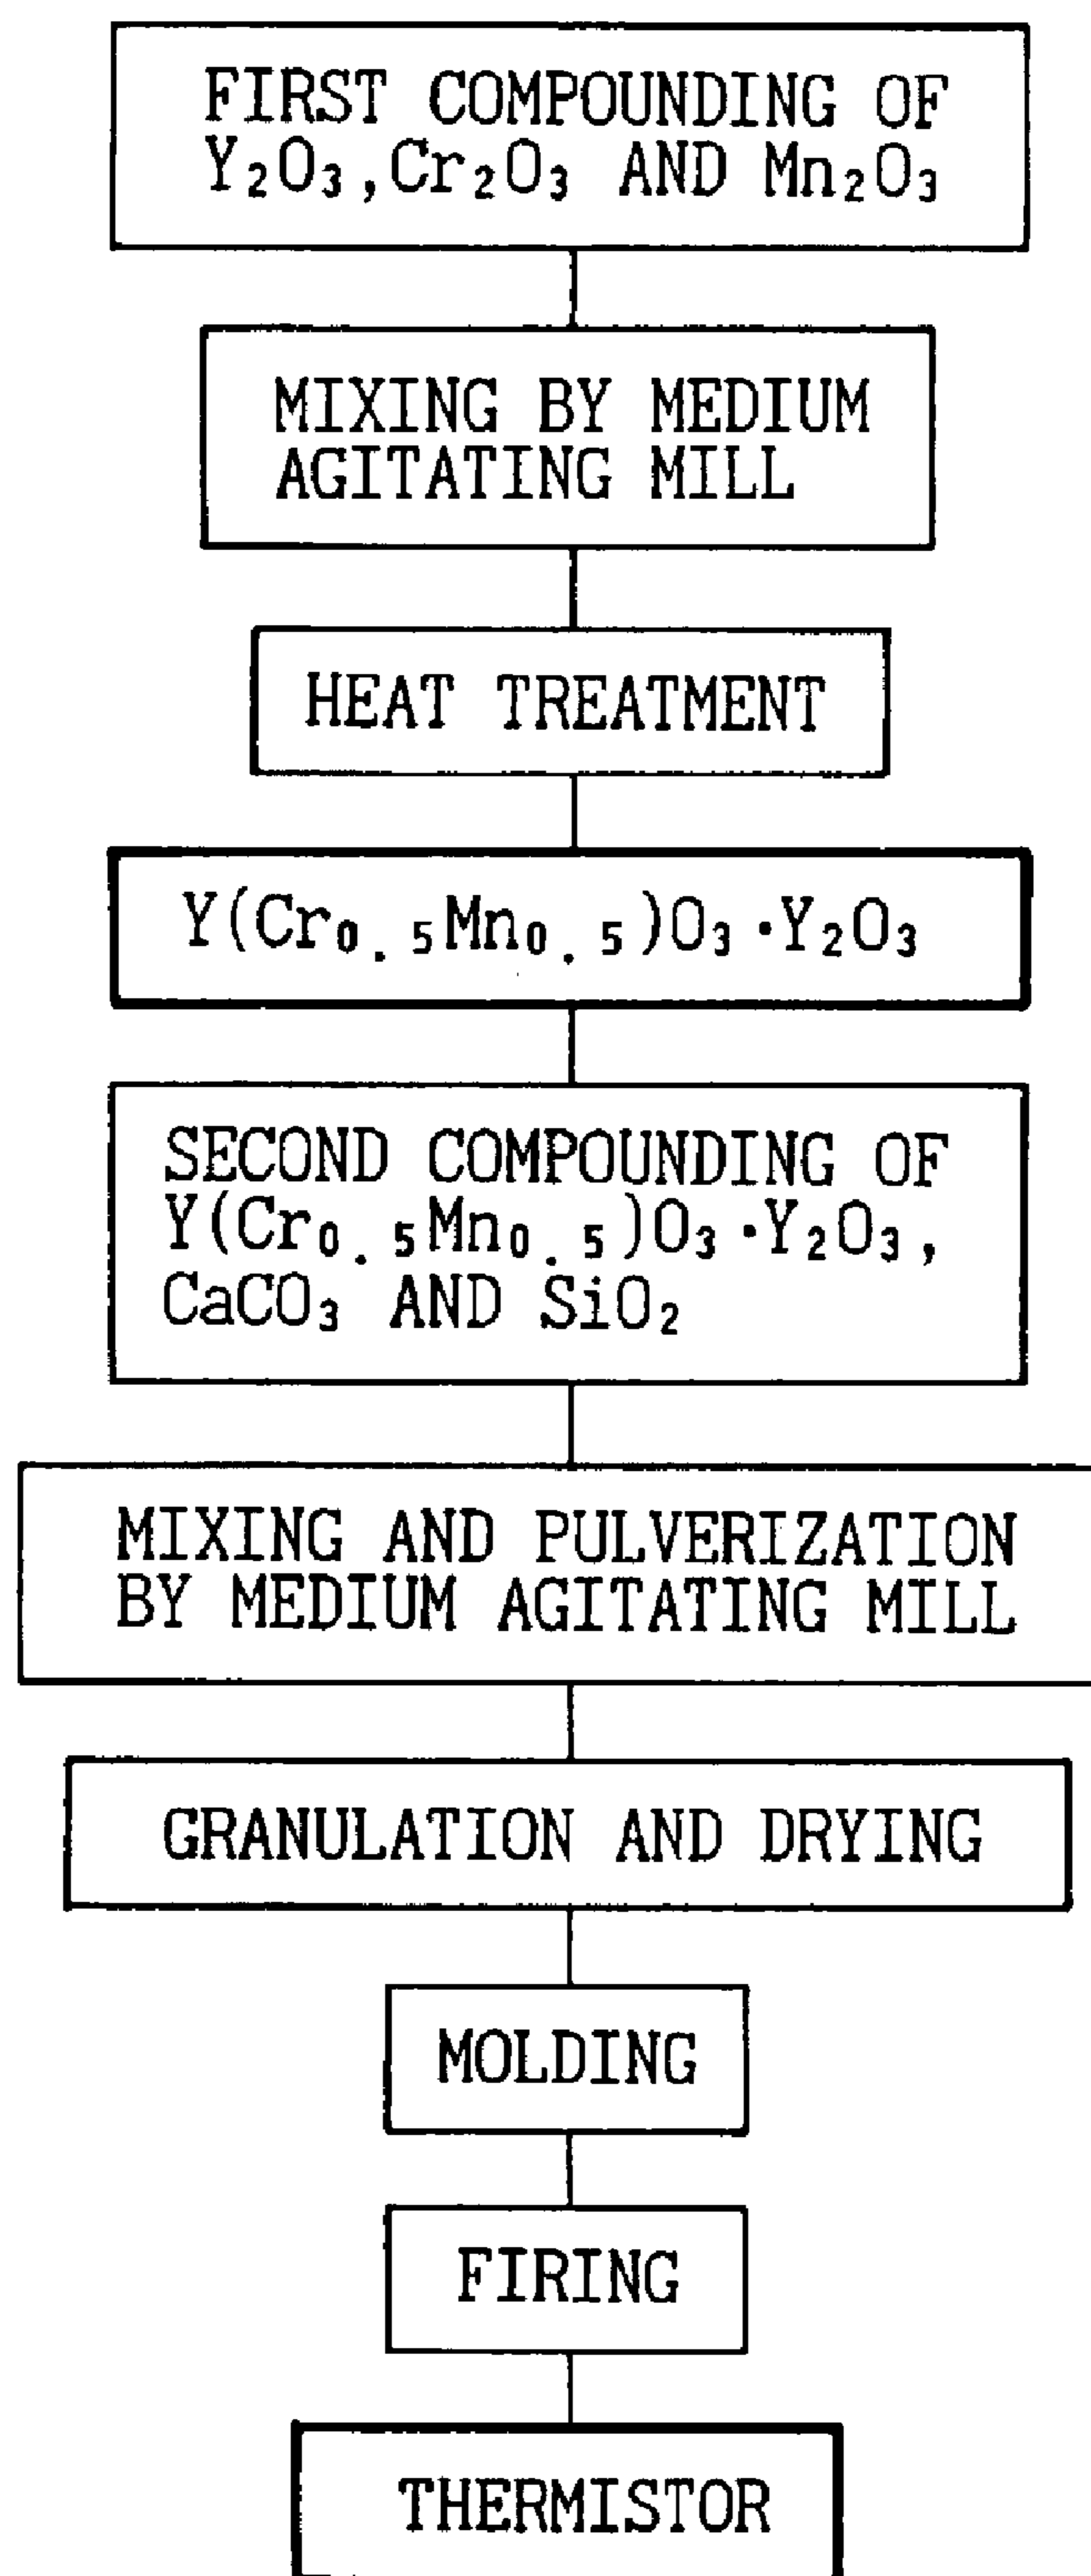 FIRST COMPOUNDING OF
Y₂O₃,Cr₂O₃ AND Mn₂O₃
MIXING BY MEDIUM
AGITATING MILL
HEAT TREATMENT
Y(Cr₀.₅Mn₀.₅)O₃·Y₂O₃
SECOND COMPOUNDING OF
Y(Cr₀.₅Mn₀.₅)O₃·Y₂O₃,
CaCO₃ AND SiO₂
MIXING AND PULVERIZATION
BY MEDIUM AGITATING MILL
GRANULATION AND DRYING
MOLDING
FIRING
THERMISTOR